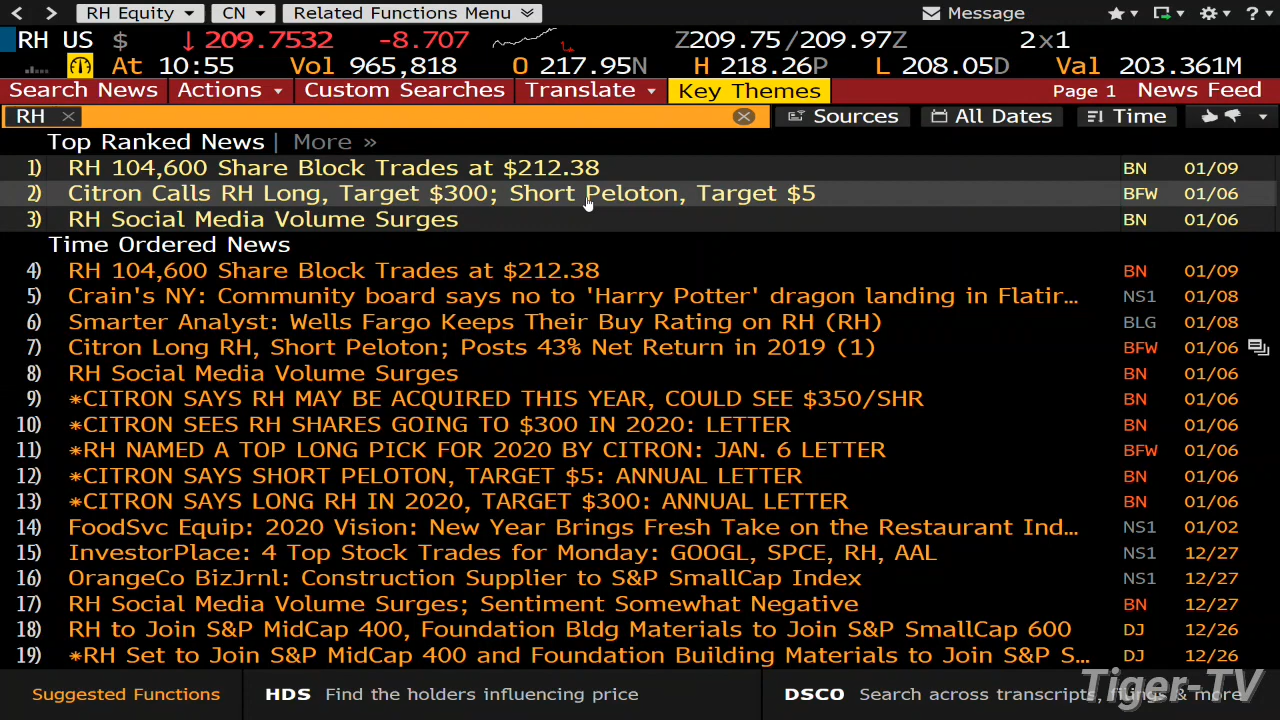 RH Equity CN Related Functions Menu Message
RH US $ ↓ 209.7532 -8.707 Z209.75/209.97Z 2x1
At 10:55 Vol 965,818 O 217.95N H 218.26P L 208.05D Val 203.361M
Search News Actions Custom Searches Translate Key Themes Page 1 News Feed
RH Sources All Dates Time
Top Ranked News | More »
1) RH 104,600 Share Block Trades at $212.38 BN 01/09
2) Citron Calls RH Long, Target $300; Short Peloton, Target $5 BFW 01/06
3) RH Social Media Volume Surges BN 01/06
Time Ordered News
4) RH 104,600 Share Block Trades at $212.38 BN 01/09
5) Crain's NY: Community board says no to 'Harry Potter' dragon landing in Flatir... NS1 01/08
6) Smarter Analyst: Wells Fargo Keeps Their Buy Rating on RH (RH) BLG 01/08
7) Citron Long RH, Short Peloton; Posts 43% Net Return in 2019 (1) BFW 01/06
8) RH Social Media Volume Surges BN 01/06
9) *CITRON SAYS RH MAY BE ACQUIRED THIS YEAR, COULD SEE $350/SHR BN 01/06
10) *CITRON SEES RH SHARES GOING TO $300 IN 2020: LETTER BN 01/06
11) *RH NAMED A TOP LONG PICK FOR 2020 BY CITRON: JAN. 6 LETTER BFW 01/06
12) *CITRON SAYS SHORT PELOTON, TARGET $5: ANNUAL LETTER BN 01/06
13) *CITRON SAYS LONG RH IN 2020, TARGET $300: ANNUAL LETTER BN 01/06
14) FoodSvc Equip: 2020 Vision: New Year Brings Fresh Take on the Restaurant Ind... NS1 01/02
15) InvestorPlace: 4 Top Stock Trades for Monday: GOOGL, SPCE, RH, AAL NS1 12/27
16) OrangeCo BizJrnl: Construction Supplier to S&P SmallCap Index NS1 12/27
17) RH Social Media Volume Surges; Sentiment Somewhat Negative BN 12/27
18) RH to Join S&P MidCap 400, Foundation Bldg Materials to Join S&P SmallCap 600 DJ 12/26
19) *RH Set to Join S&P MidCap 400 and Foundation Building Materials to Join S&P S... DJ 12/26
Suggested Functions HDS Find the holders influencing price DSCO Search across transcripts, filings & more
Tiger-TV